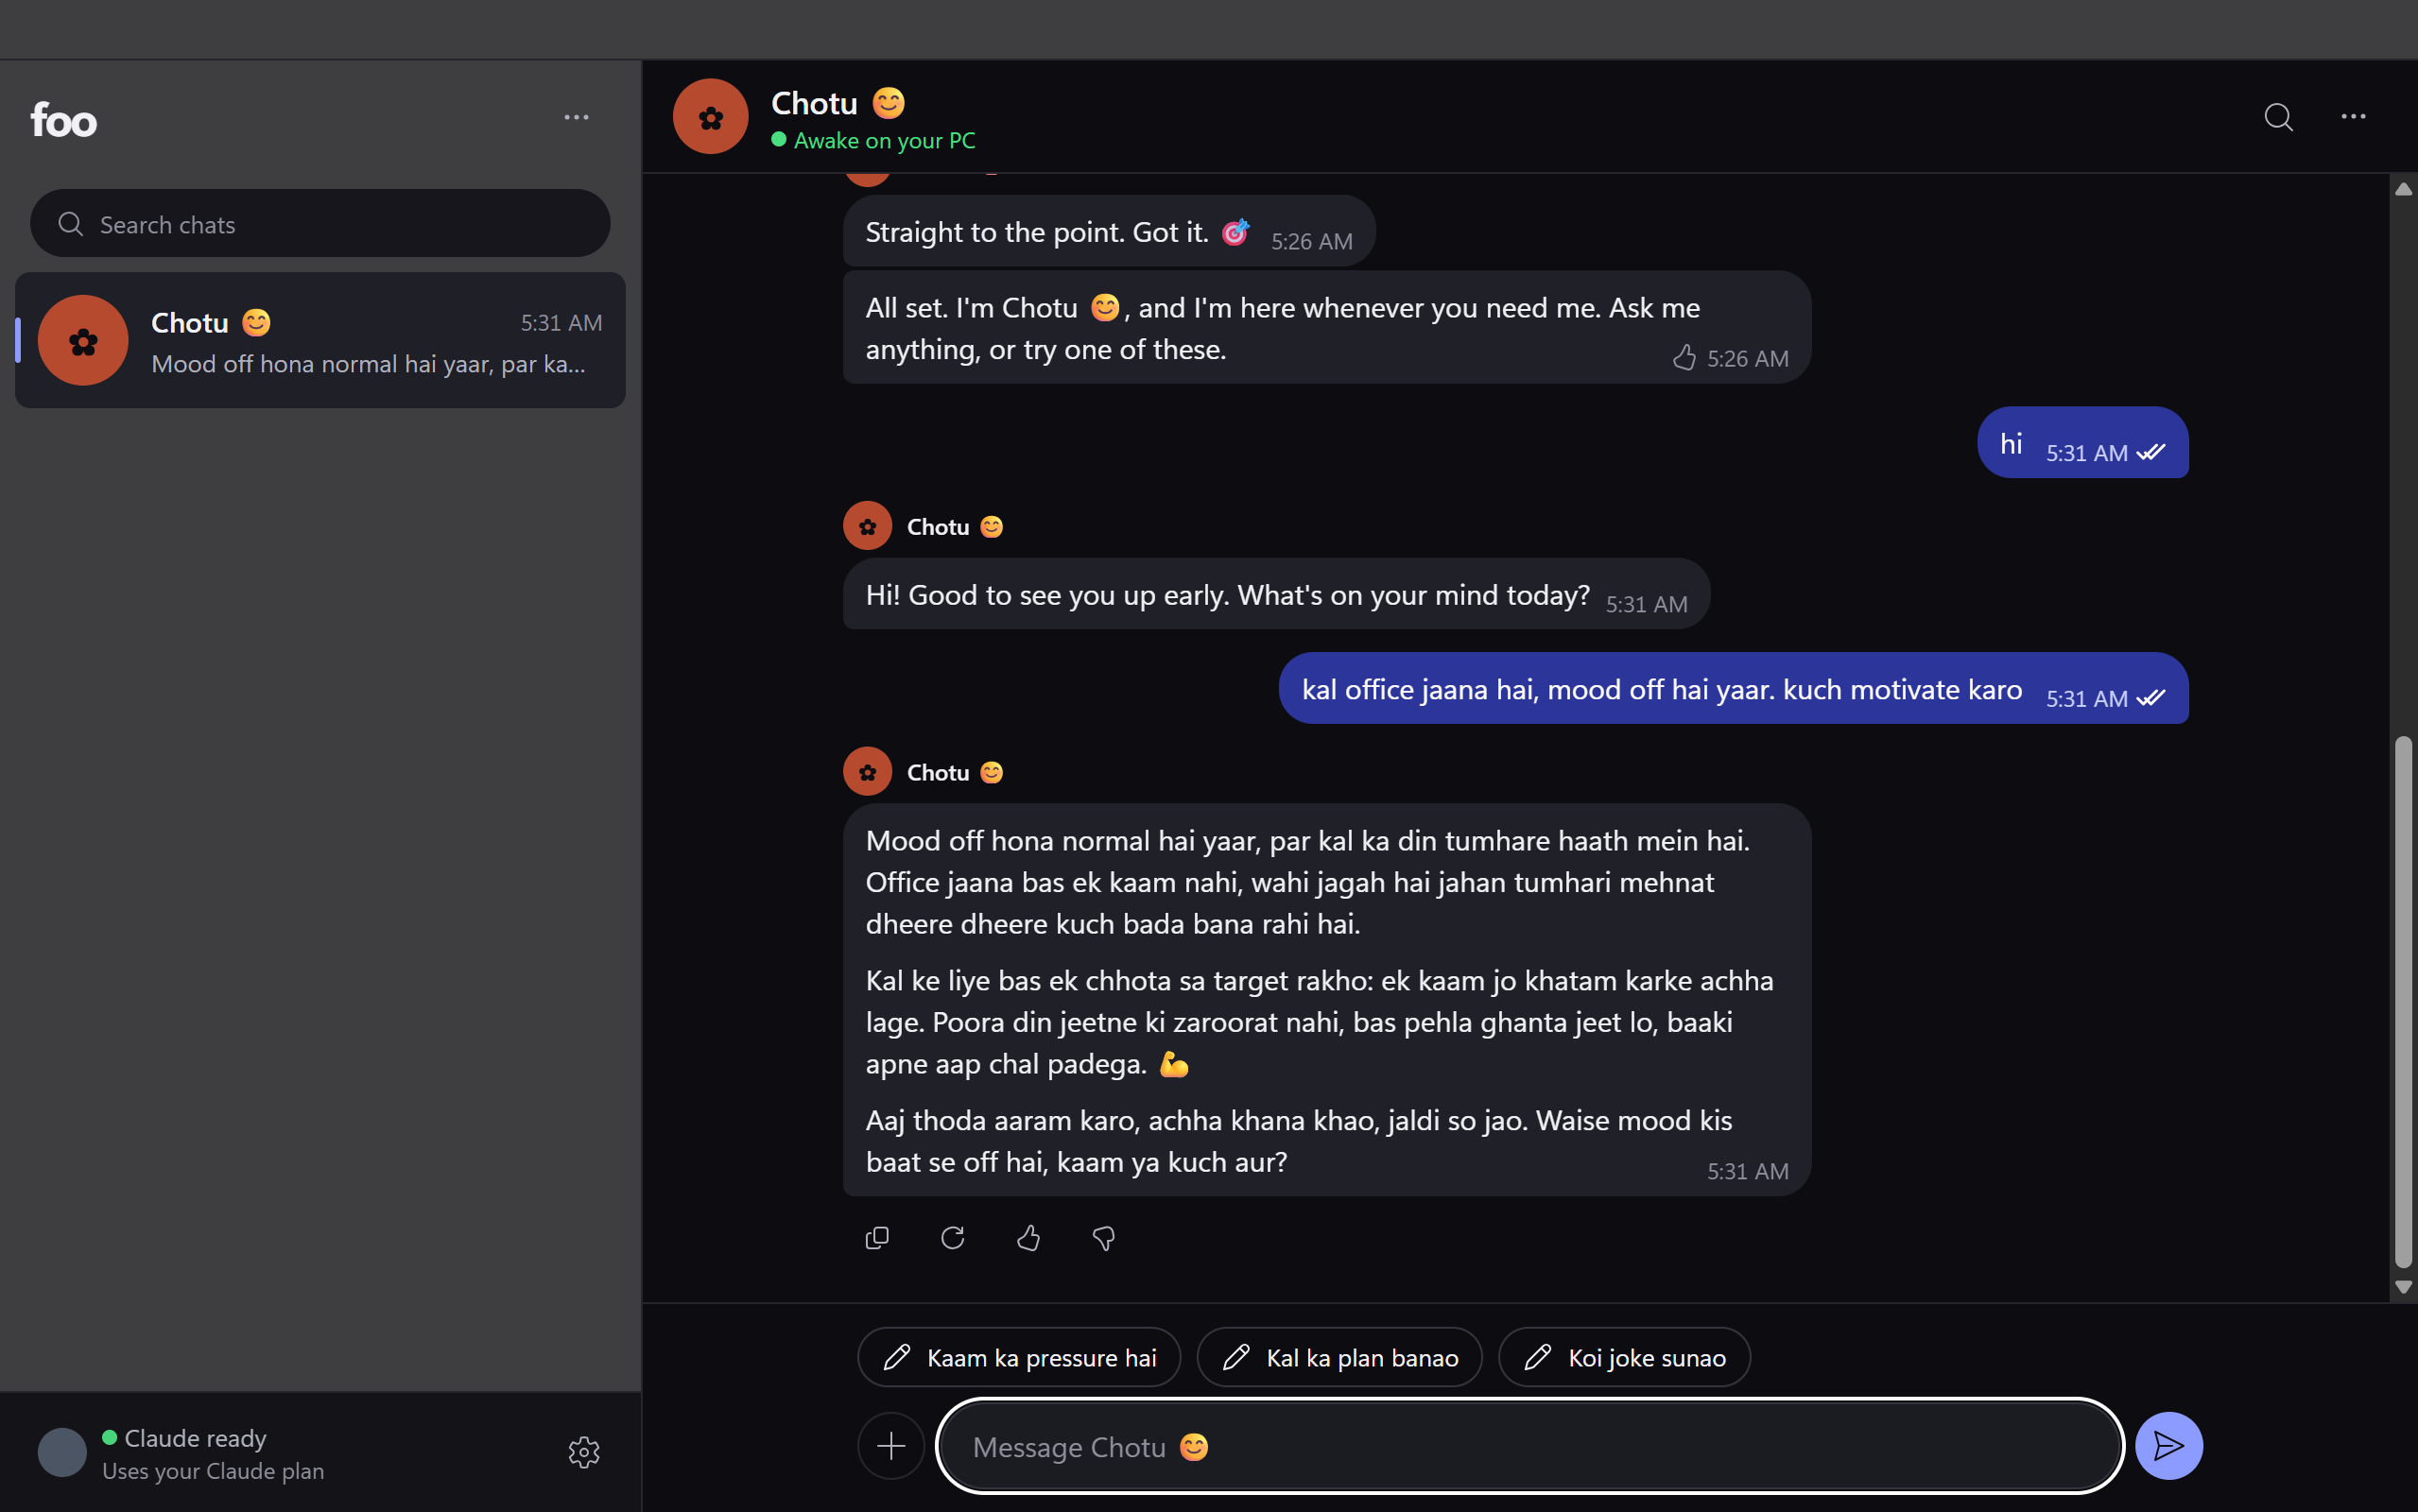 foo
Search chats
Chotu 😊 5:31 AM
Mood off hona normal hai yaar, par ka...
Claude ready
Uses your Claude plan
Chotu 😊
Awake on your PC
Straight to the point. Got it. 🎯 5:26 AM
All set. I'm Chotu 😊, and I'm here whenever you need me. Ask me
anything, or try one of these.
5:26 AM
hi 5:31 AM
Chotu 😊
Hi! Good to see you up early. What's on your mind today? 5:31 AM
kal office jaana hai, mood off hai yaar. kuch motivate karo 5:31 AM
Chotu 😊
Mood off hona normal hai yaar, par kal ka din tumhare haath mein hai.
Office jaana bas ek kaam nahi, wahi jagah hai jahan tumhari mehnat
dheere dheere kuch bada bana rahi hai.
Kal ke liye bas ek chhota sa target rakho: ek kaam jo khatam karke achha
lage. Poora din jeetne ki zaroorat nahi, bas pehla ghanta jeet lo, baaki
apne aap chal padega. 💪
Aaj thoda aaram karo, achha khana khao, jaldi so jao. Waise mood kis
baat se off hai, kaam ya kuch aur?
5:31 AM
Kaam ka pressure hai
Kal ka plan banao
Koi joke sunao
Message Chotu 😊